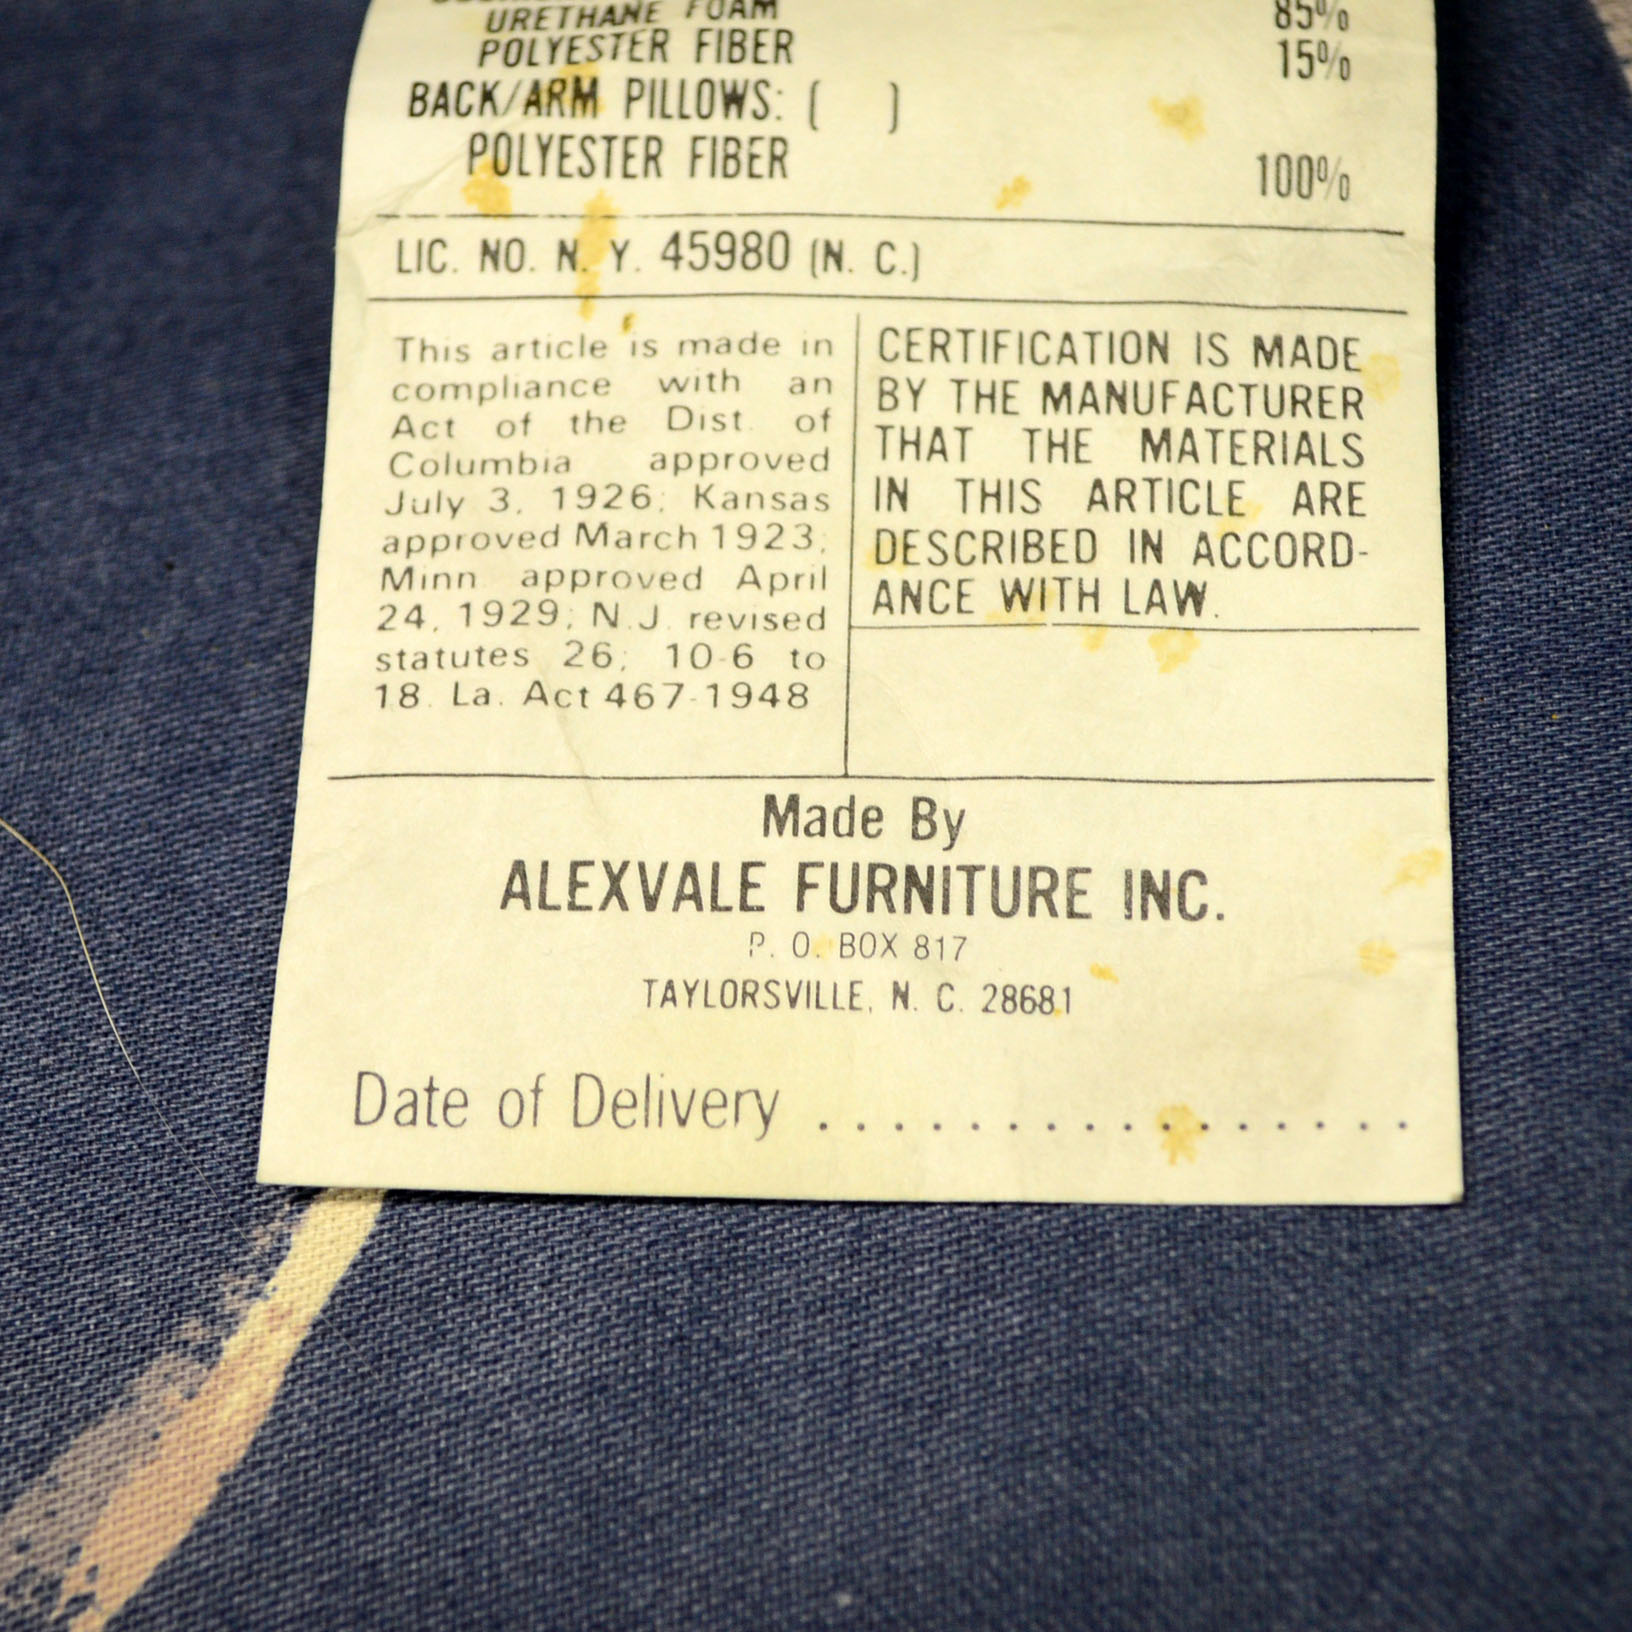 URETHANE FOAM 85%
POLYESTER FIBER 15%
BACK/ARM PILLOWS: ( )
POLYESTER FIBER 100%
LIC. NO. N. Y. 45980 (N. C.)
This article is made in
compliance with an
Act of the Dist. of
Columbia approved
July 3, 1926; Kansas
approved March 1923;
Minn approved April
24, 1929; N.J. revised
statutes 26; 10-6 to
18. La. Act 467-1948
CERTIFICATION IS MADE
BY THE MANUFACTURER
THAT THE MATERIALS
IN THIS ARTICLE ARE
DESCRIBED IN ACCORD-
ANCE WITH LAW.
Made By
ALEXVALE FURNITURE INC.
P. O. BOX 817
TAYLORSVILLE, N. C. 28681
Date of Delivery . . . . . . . . . . . . . . . . .